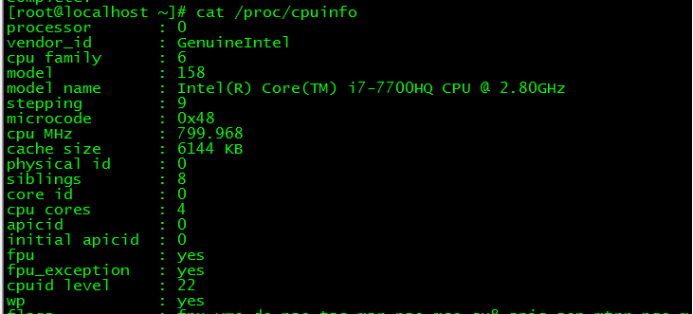 [root@localhost ~]# cat /proc/cpuinfo
processor : 0
vendor_id : GenuineIntel
cpu family : 6
model : 158
model name : Intel(R) Core(TM) i7-7700HQ CPU @ 2.80GHz
stepping : 9
microcode : 0x48
cpu MHz : 799.968
cache size : 6144 KB
physical id : 0
siblings : 8
core id : 0
cpu cores : 4
apicid : 0
initial apicid : 0
fpu : yes
fpu_exception : yes
cpuid level : 22
wp : yes